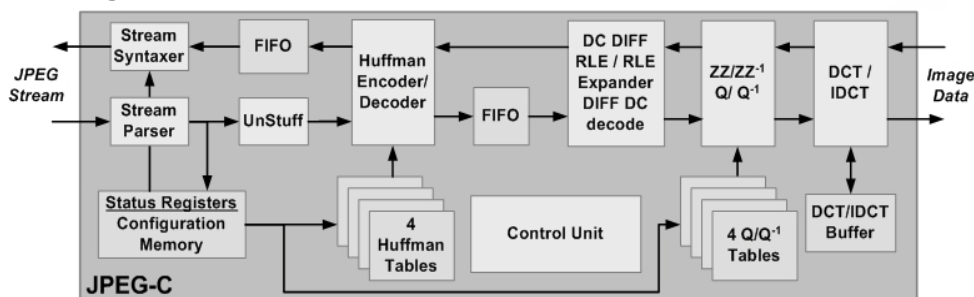 JPEG
Stream
Stream
Syntaxer
FIFO
Huffman
Encoder/
Decoder
DC DIFF
RLE / RLE
Expander
DIFF DC
decode
ZZ/ZZ⁻¹
Q/ Q⁻¹
DCT /
IDCT
Image
Data
Stream
Parser
UnStuff
FIFO
Status Registers
Configuration
Memory
4
Huffman
Tables
Control Unit
4 Q/Q⁻¹
Tables
DCT/IDCT
Buffer
JPEG-C